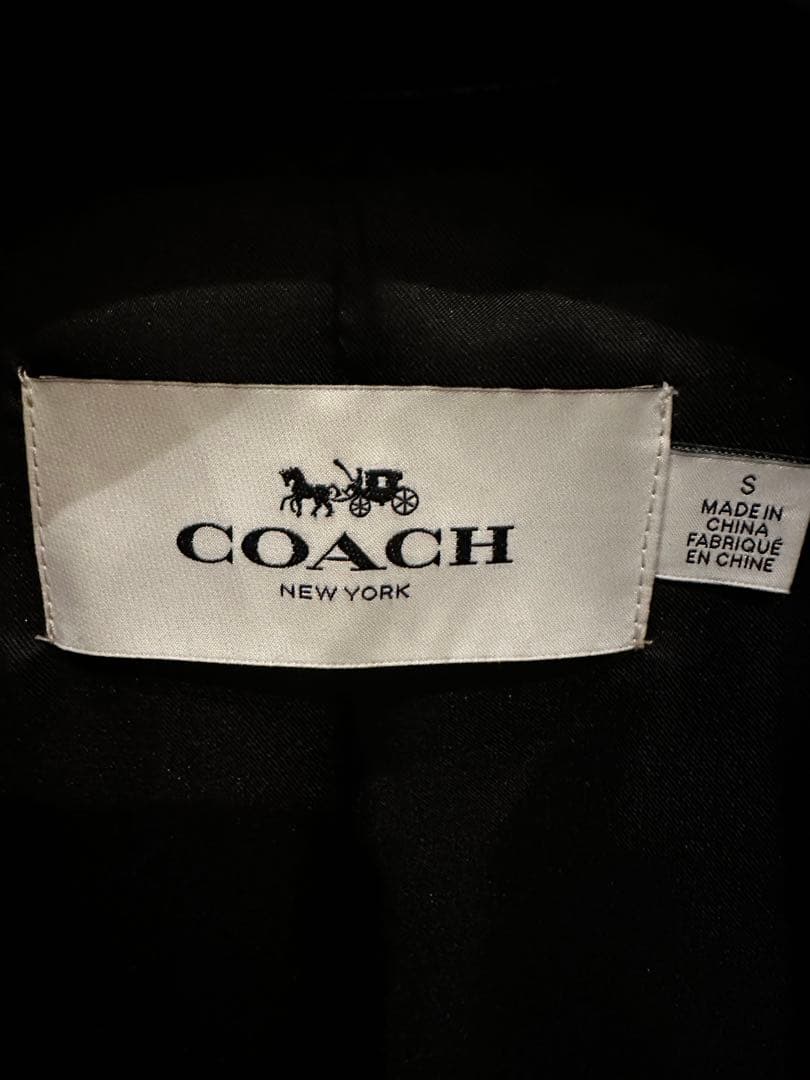 COACH
NEW YORK
S
MADE IN
CHINA
FABRIQUÉ
EN CHINE